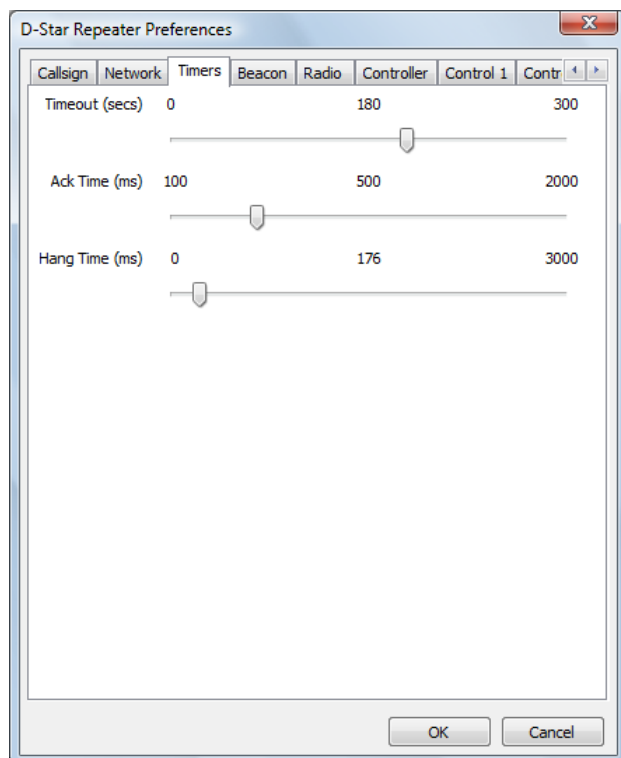 D-Star Repeater Preferences
Callsign Network Timers Beacon Radio Controller Control 1 Contr
Timeout (secs) 0 180 300
Ack Time (ms) 100 500 2000
Hang Time (ms) 0 176 3000
OK Cancel